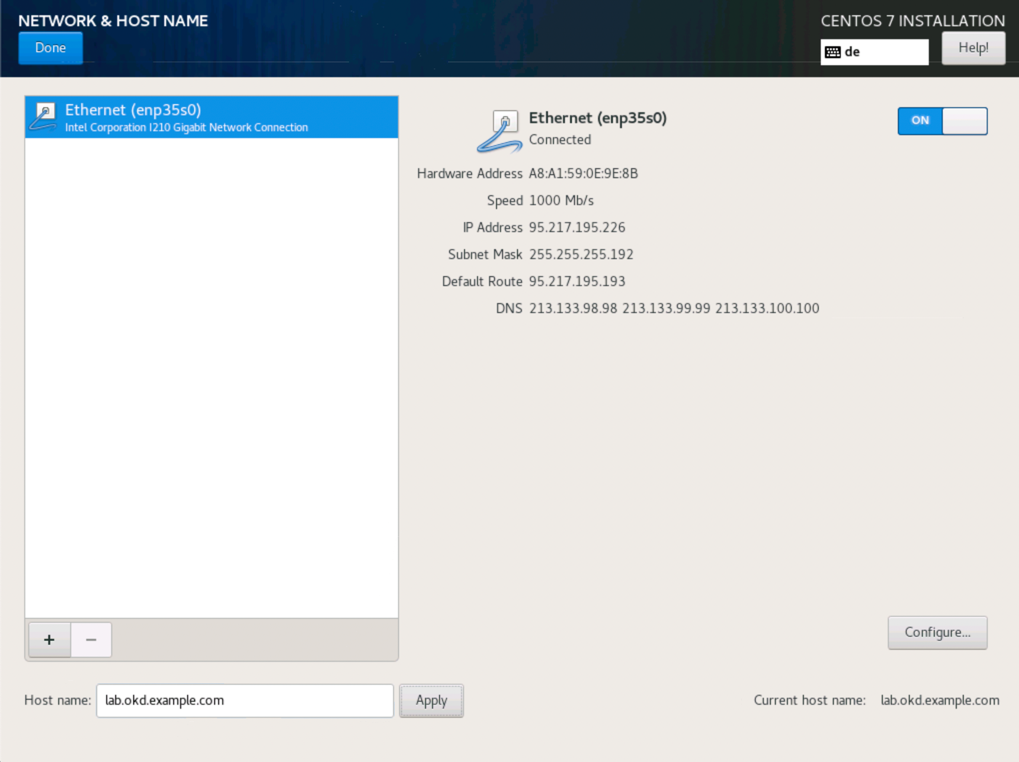 NETWORK & HOST NAME
CENTOS 7 INSTALLATION
Done
de
Help!
Ethernet (enp35s0)
Intel Corporation I210 Gigabit Network Connection
Ethernet (enp35s0)
Connected
ON
Hardware Address A8:A1:59:0E:9E:8B
Speed 1000 Mb/s
IP Address 95.217.195.226
Subnet Mask 255.255.255.192
Default Route 95.217.195.193
DNS 213.133.98.98 213.133.99.99 213.133.100.100
+ −
Configure...
Host name: lab.okd.example.com Apply
Current host name: lab.okd.example.com